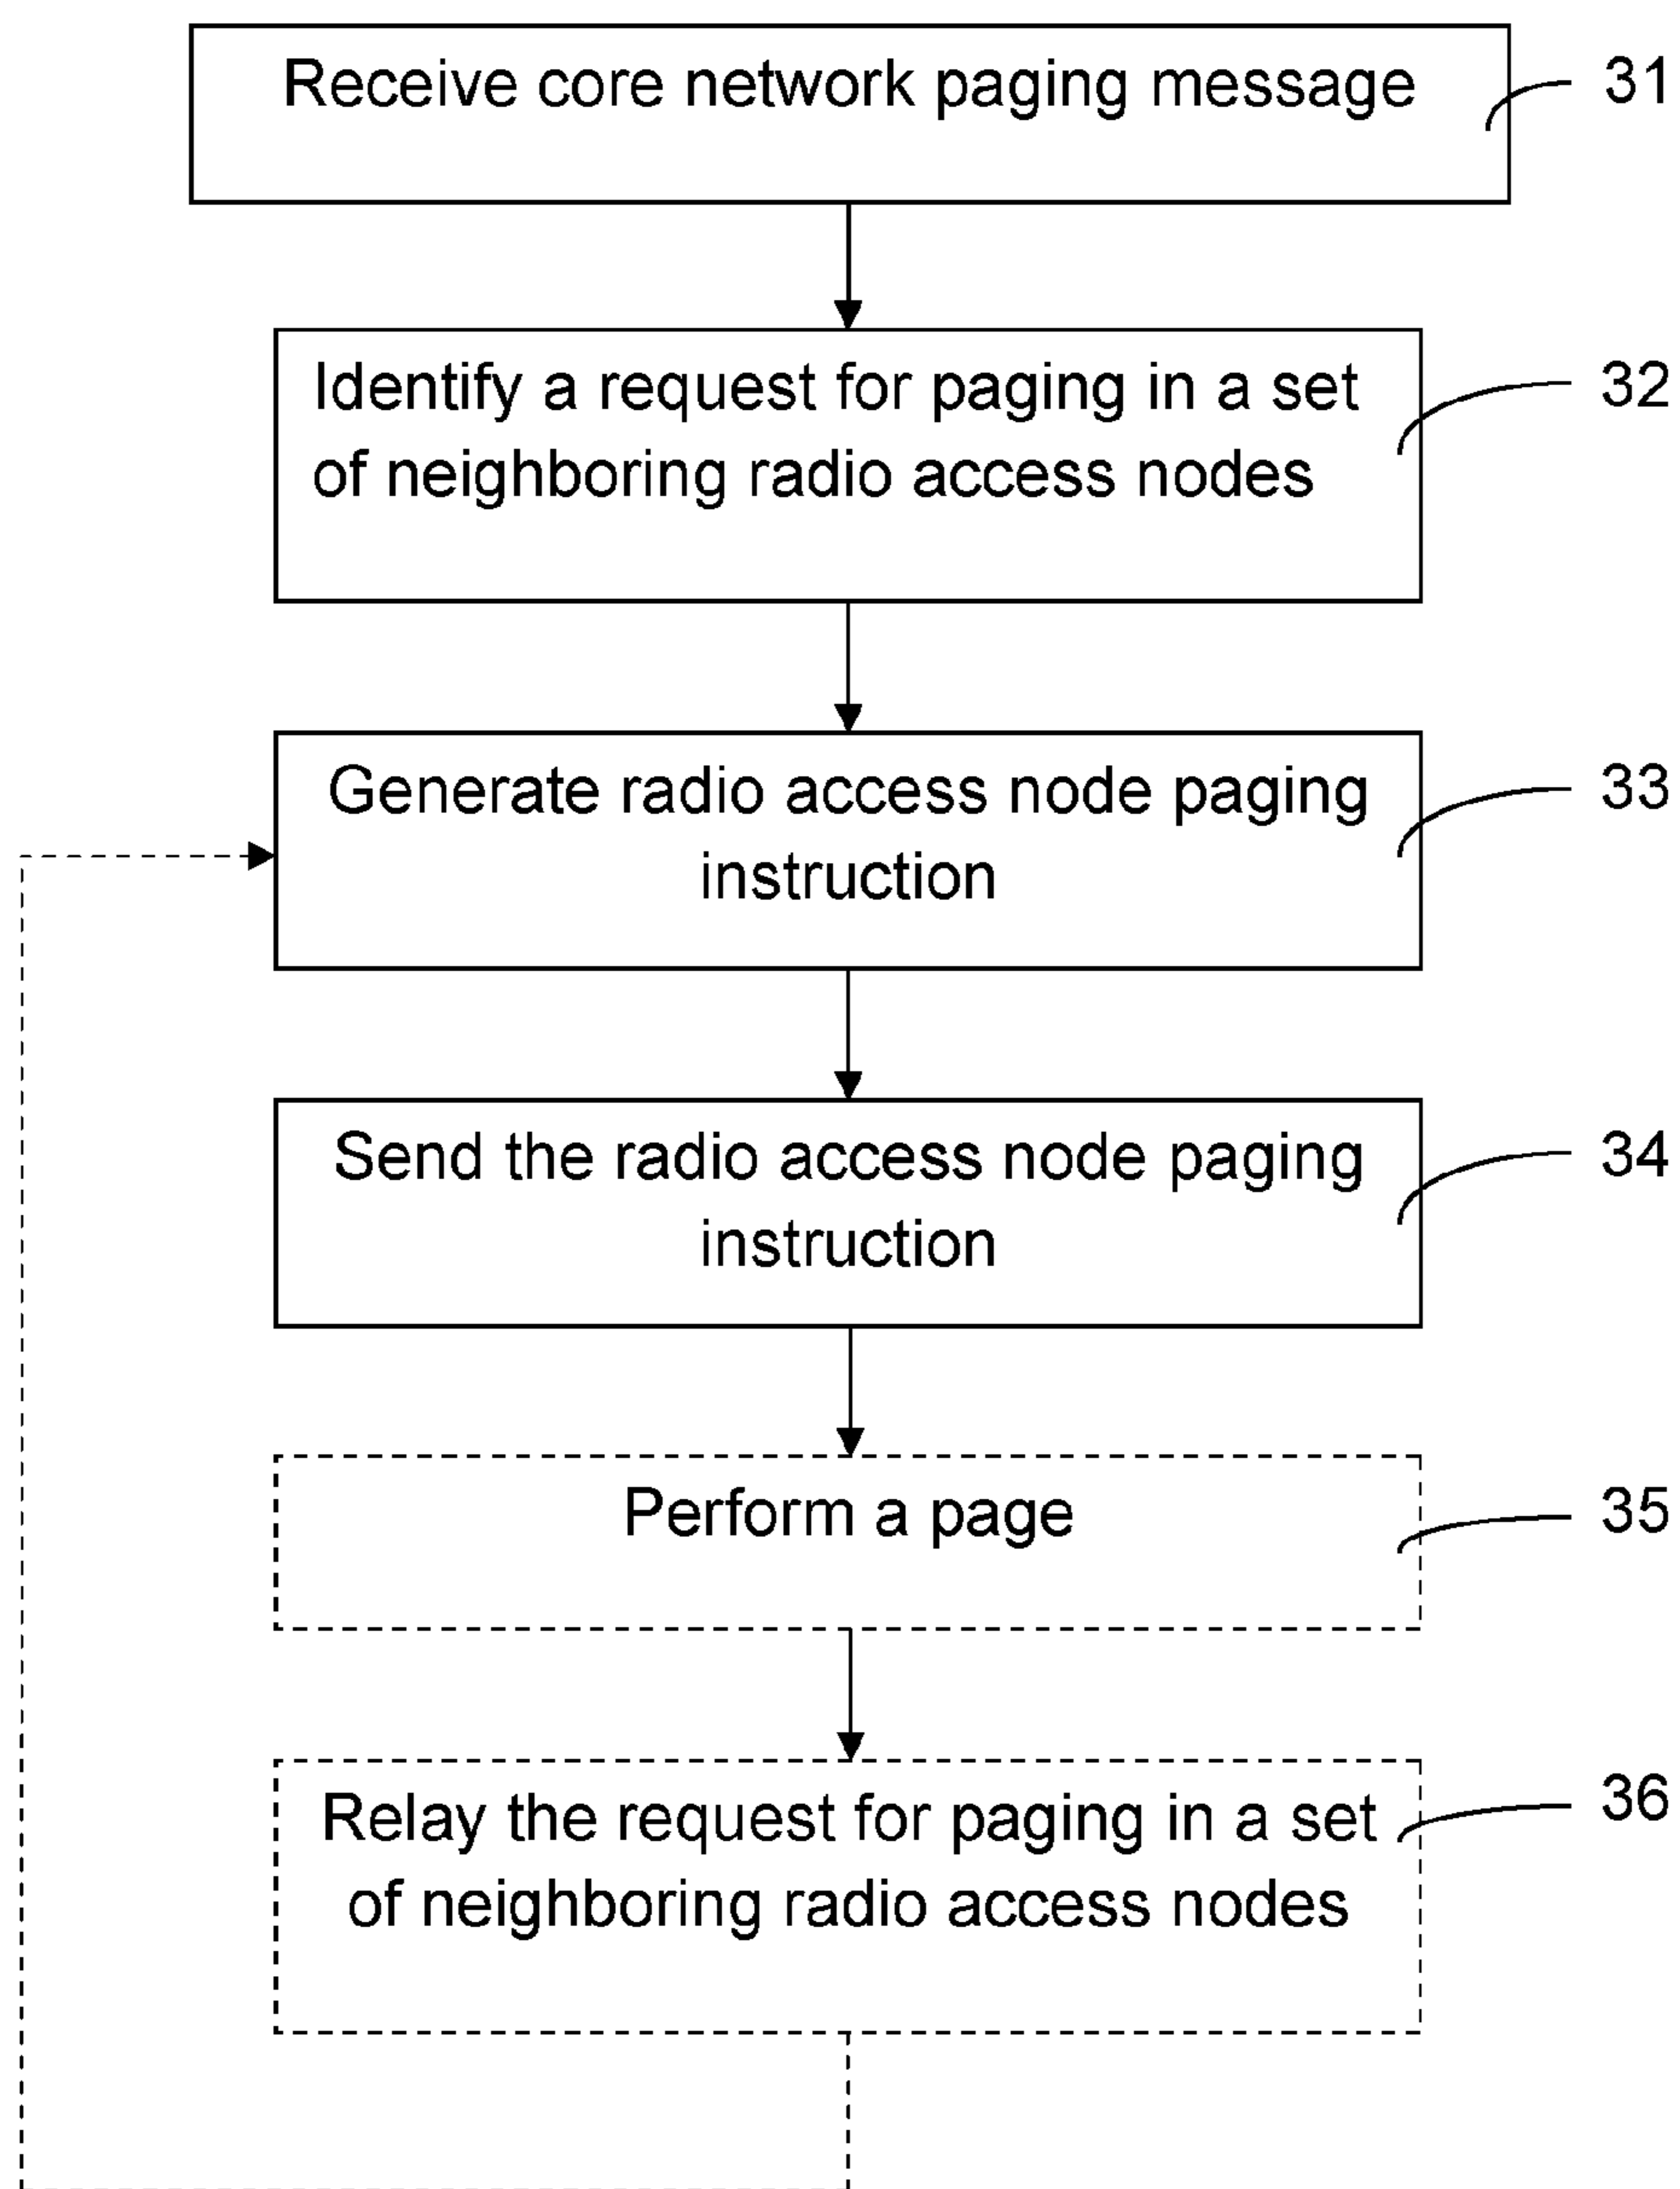 Receive core network paging message
31
Identify a request for paging in a set
of neighboring radio access nodes
32
Generate radio access node paging
instruction
33
Send the radio access node paging
instruction
34
Perform a page
35
Relay the request for paging in a set
of neighboring radio access nodes
36